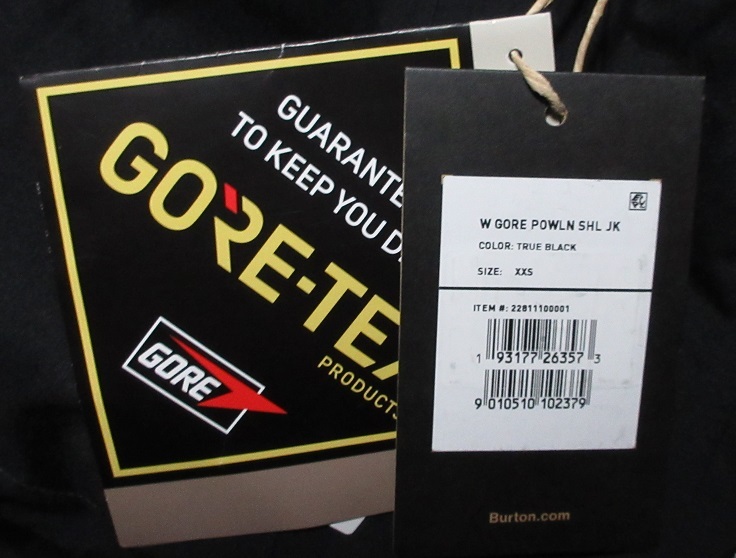 GUARANTE
TO KEEP YOU D
GORE-TEX
PRODUCTS
GORE
W GORE POWLN SHL JK
COLOR: TRUE BLACK
SIZE: XXS
ITEM #: 22811100001
1 93177 26357 3
9 010510 102379
Burton.com